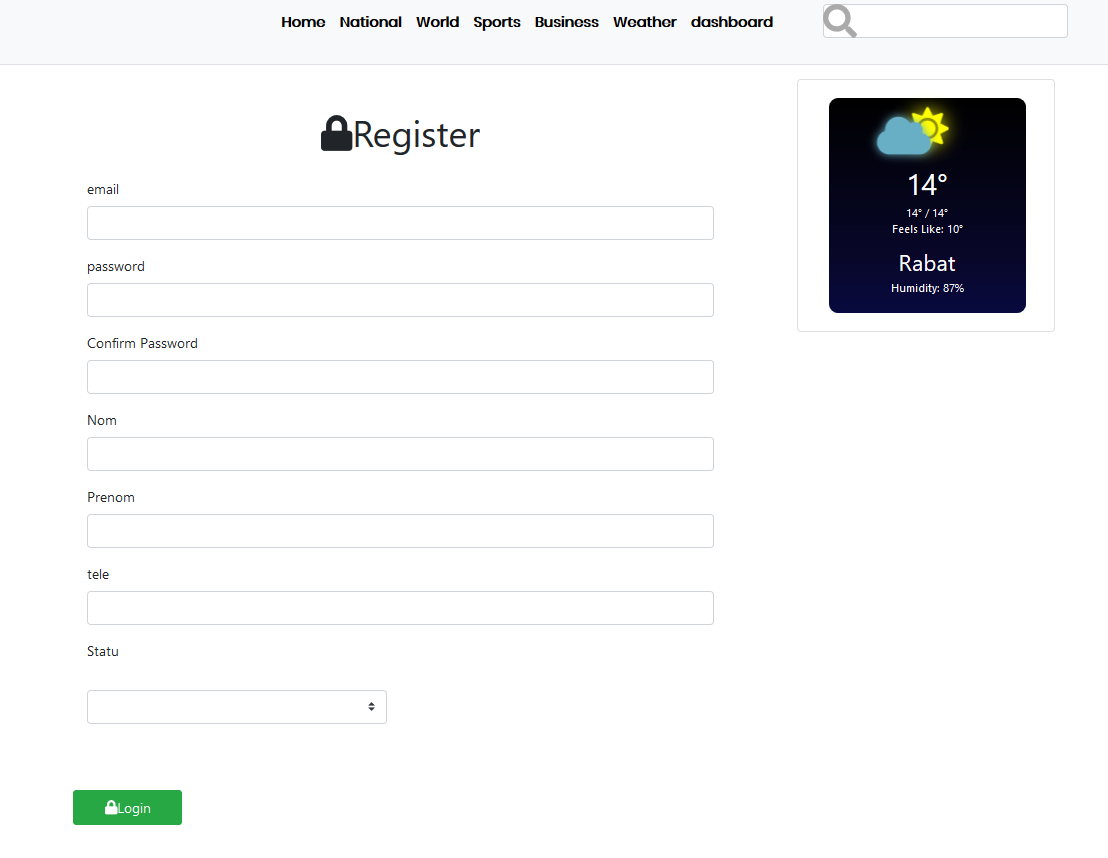 Home National World Sports Business Weather dashboard
Register
email
password
Confirm Password
Nom
Prenom
tele
Statu
Login
14°
14° / 14°
Feels Like: 10°
Rabat
Humidity: 87%